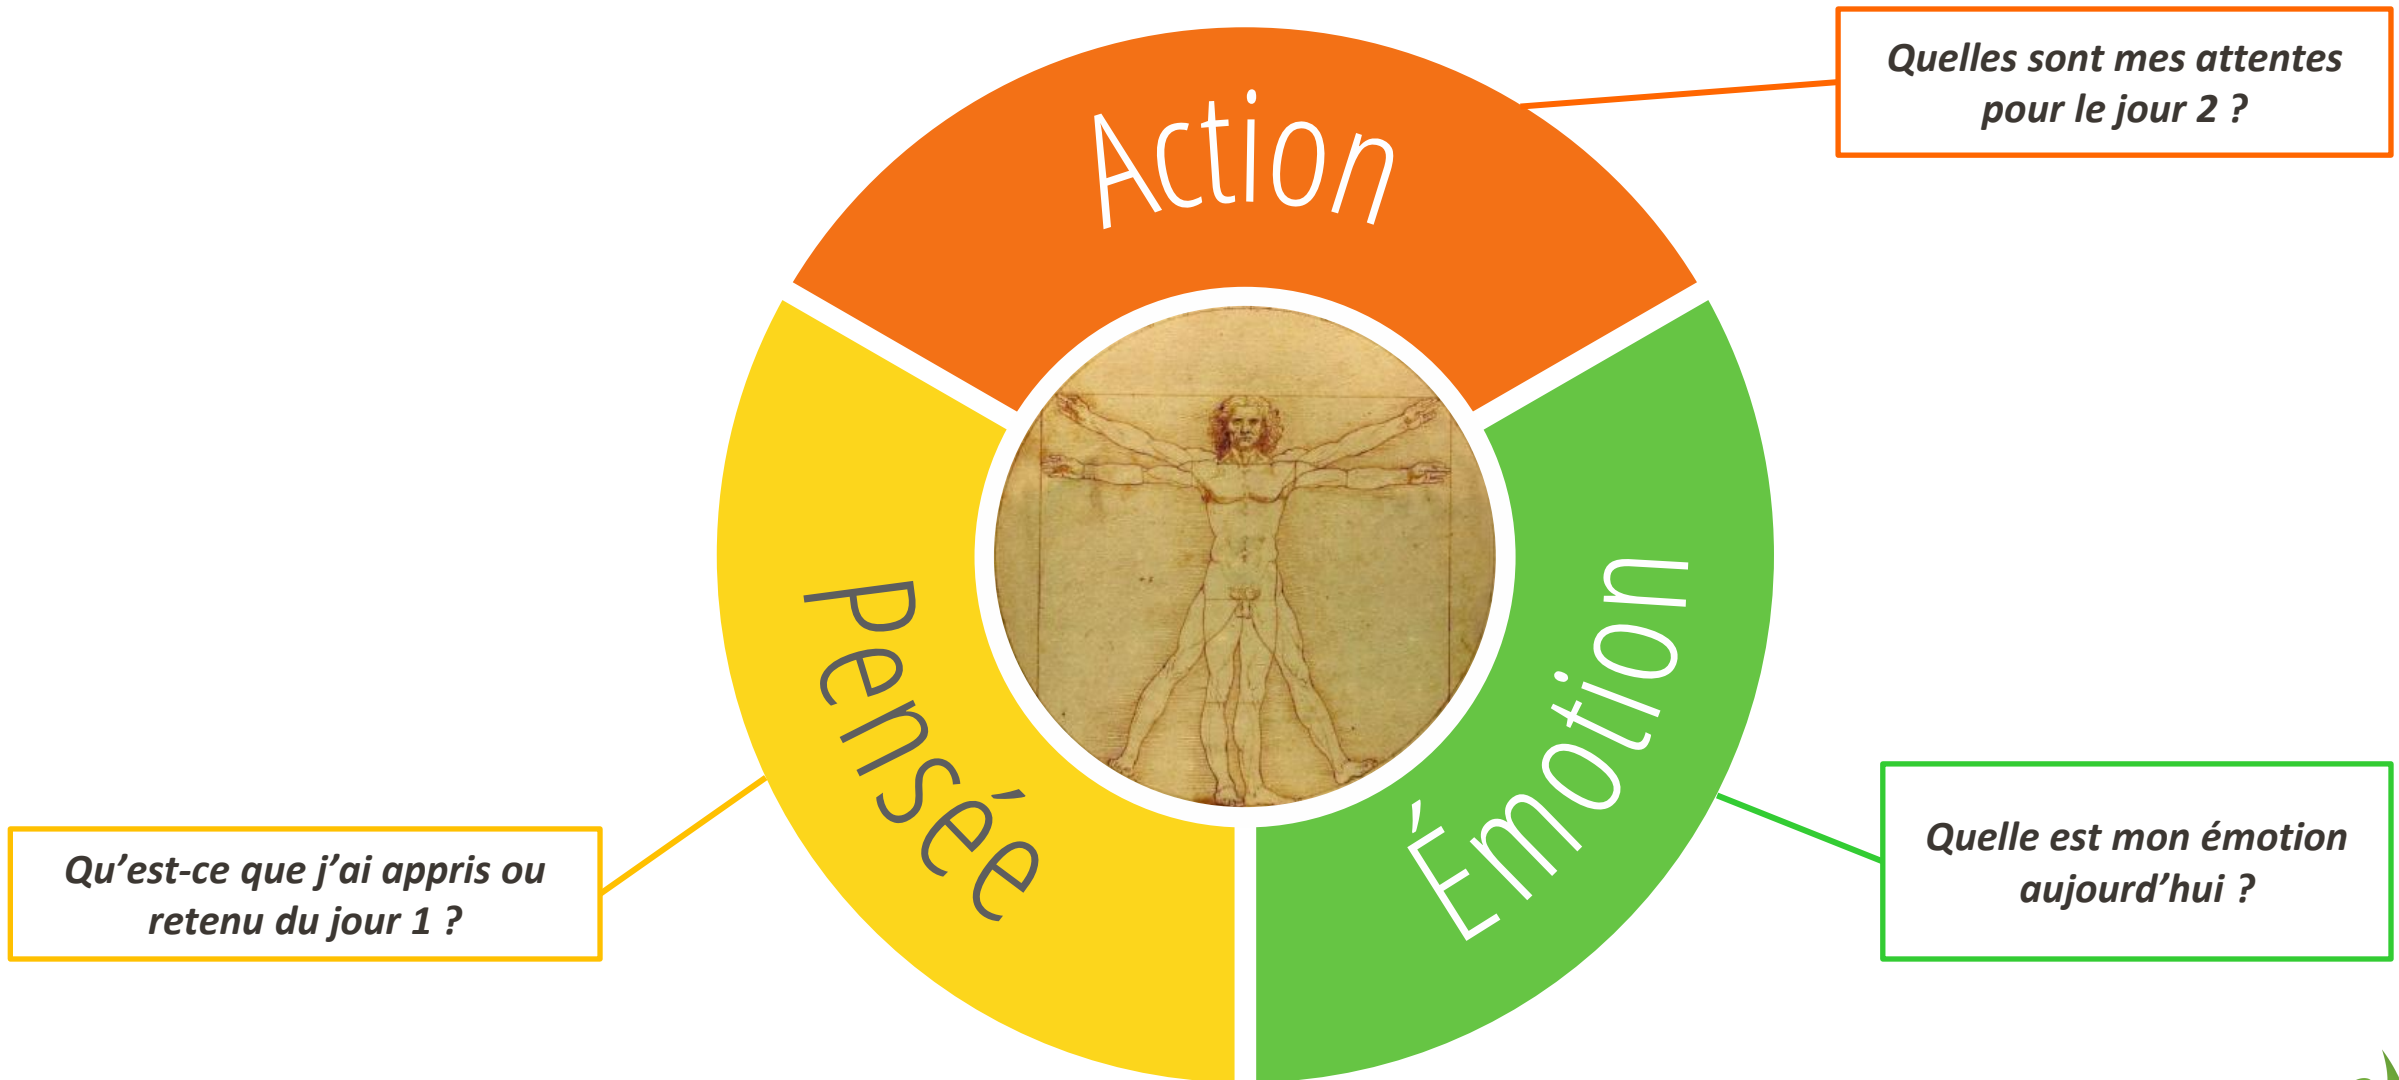 Action
Quelles sont mes attentes
pour le jour 2 ?
Pensée
Émotion
Qu’est-ce que j’ai appris ou
retenu du jour 1 ?
Quelle est mon émotion
aujourd’hui ?